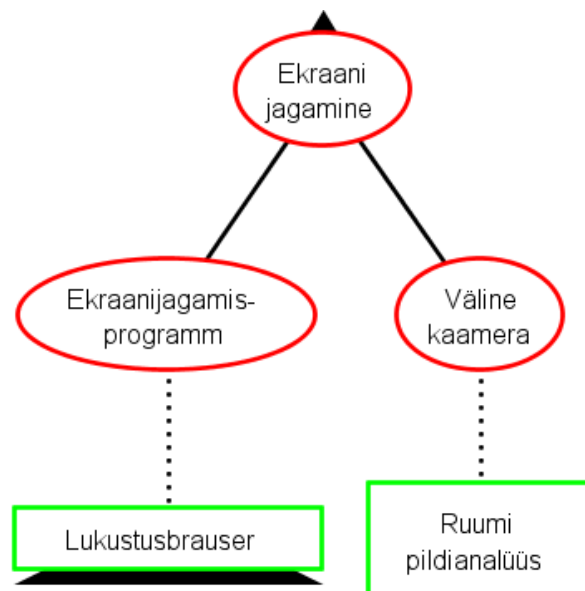 Ekraani
jagamine
Ekraanijagamis-
programm
Väline
kaamera
Lukustusbrauser
Ruumi
pildianalüüs